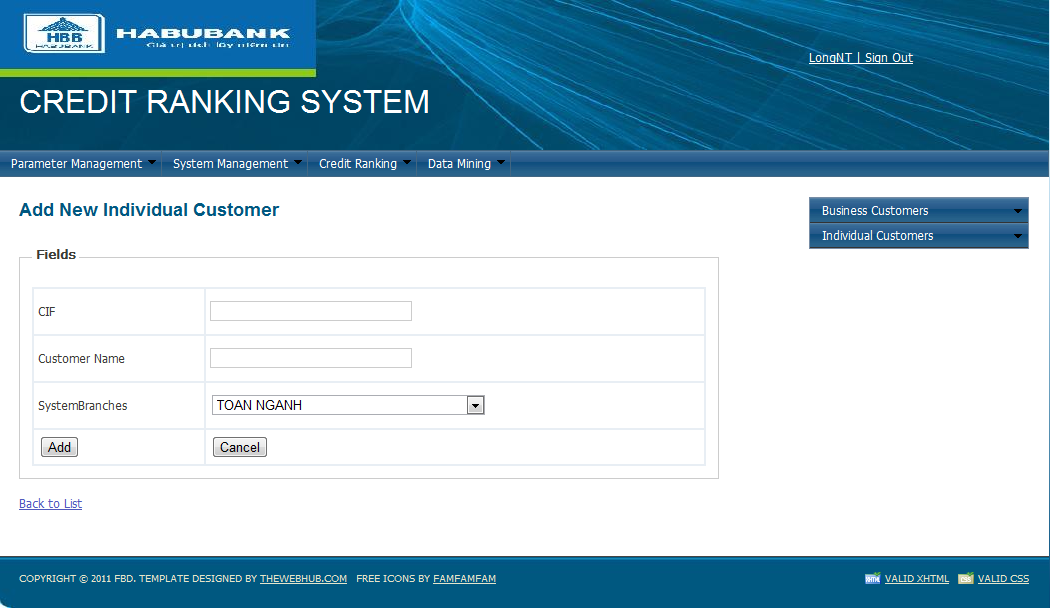 HBB
HABUBANK
HABUBANK
Giá trị tích lũy niềm tin
LongNT | Sign Out
CREDIT RANKING SYSTEM
Parameter Management System Management Credit Ranking Data Mining
Add New Individual Customer
Business Customers
Individual Customers
Fields
CIF
Customer Name
SystemBranches TOAN NGANH
Add Cancel
Back to List
COPYRIGHT © 2011 FBD. TEMPLATE DESIGNED BY THEWEBHUB.COM FREE ICONS BY FAMFAMFAM
VALID XHTML VALID CSS